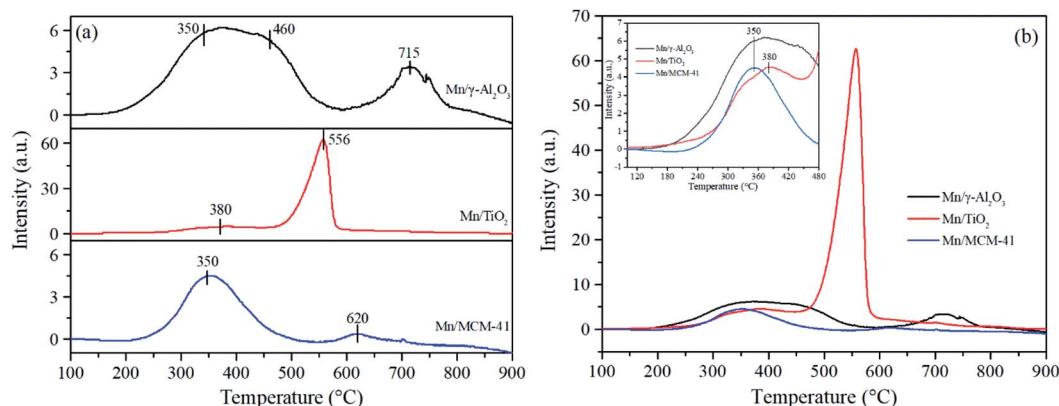 (a)
350
460
715
Mn/γ-Al₂O₃
6
3
0
556
380
Mn/TiO₂
60
30
0
350
620
Mn/MCM-41
6
3
0
100 200 300 400 500 600 700 800 900
Temperature (°C)
Intensity (a.u.)
(b)
350
380
Mn/γ-Al₂O₃
Mn/TiO₂
Mn/MCM-41
8
7
6
5
4
3
2
1
0
-1
120 180 240 300 360 420 480
Temperature (°C)
Intensity (a.u.)
Mn/γ-Al₂O₃
Mn/TiO₂
Mn/MCM-41
70
60
50
40
30
20
10
0
100 200 300 400 500 600 700 800 900
Temperature (°C)
Intensity (a.u.)